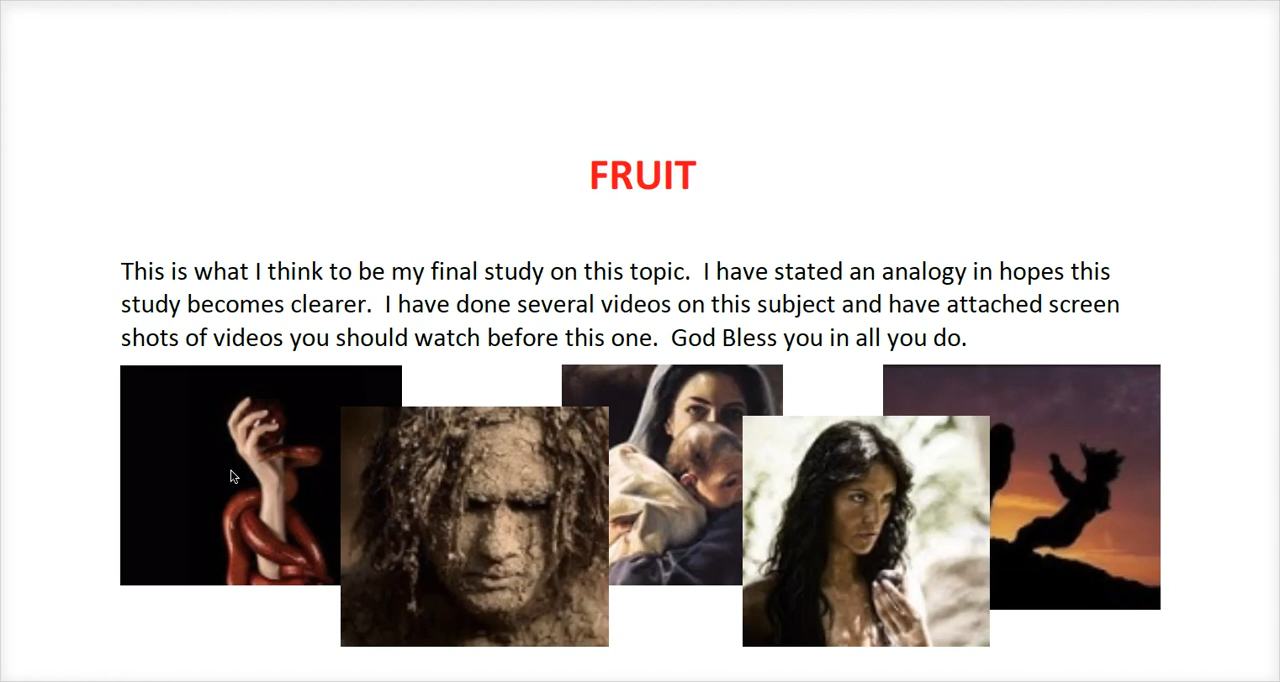 FRUIT
This is what I think to be my final study on this topic.  I have stated an analogy in hopes this
study becomes clearer.  I have done several videos on this subject and have attached screen
shots of videos you should watch before this one.  God Bless you in all you do.